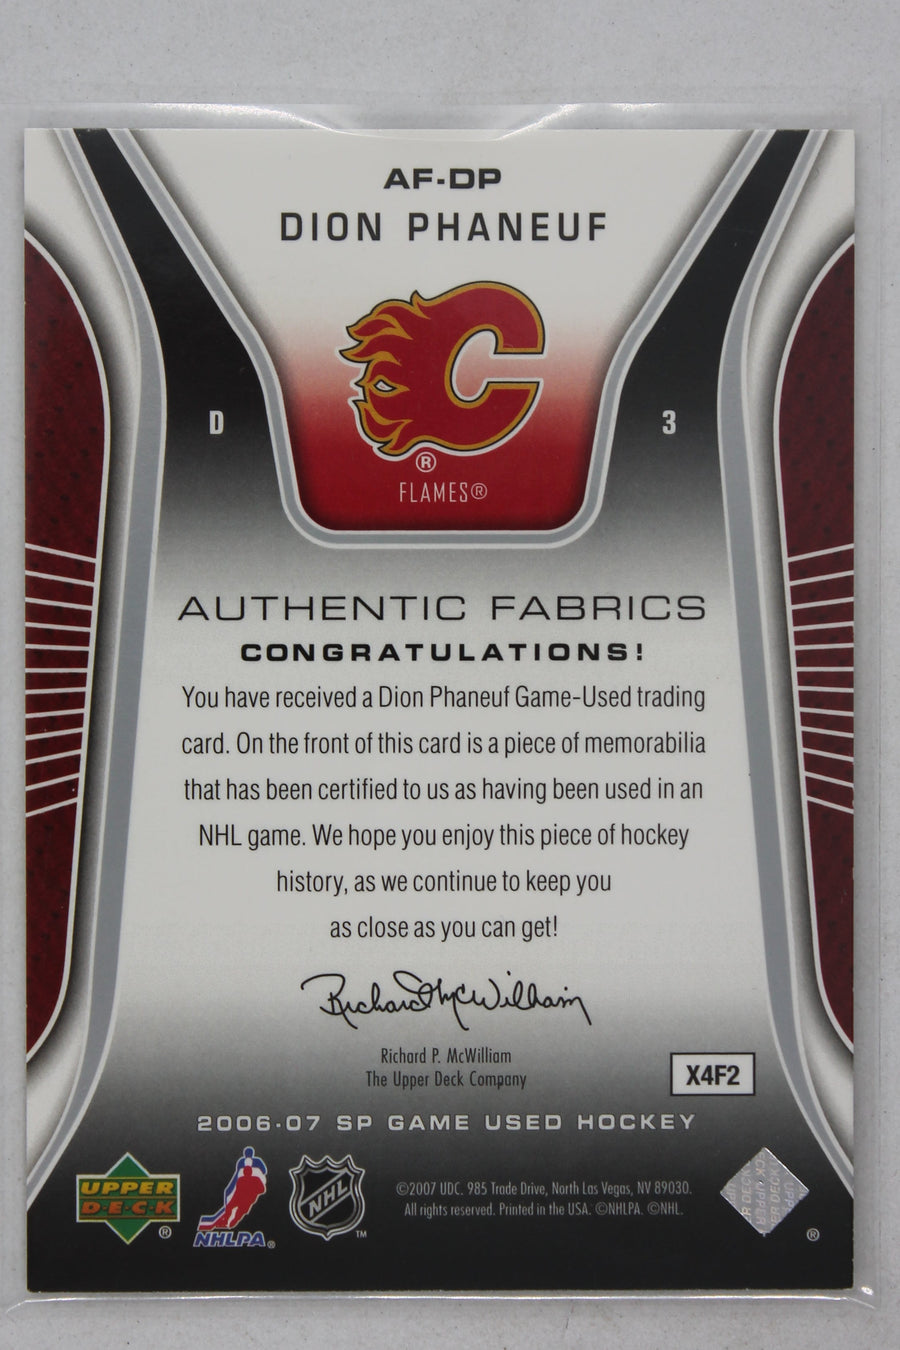 AF-DP
DION PHANEUF
D
3
®
FLAMES®
AUTHENTIC FABRICS
CONGRATULATIONS!
You have received a Dion Phaneuf Game-Used trading
card. On the front of this card is a piece of memorabilia
that has been certified to us as having been used in an
NHL game. We hope you enjoy this piece of hockey
history, as we continue to keep you
as close as you can get!
Richard McWilliam
Richard P. McWilliam
The Upper Deck Company
X4F2
2006-07 SP GAME USED HOCKEY
UPPER
D·E·C·K
®
NHLPA®
NHL
™
©2007 UDC. 985 Trade Drive, North Las Vegas, NV 89030.
All rights reserved. Printed in the USA. ©NHLPA. ©NHL.
®